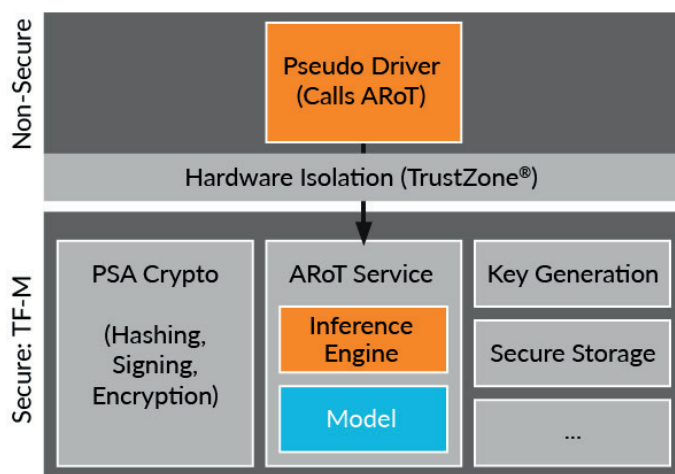 Non-Secure
Pseudo Driver
(Calls ARoT)
Hardware Isolation (TrustZone®)
Secure: TF-M
PSA Crypto
(Hashing,
Signing,
Encryption)
ARoT Service
Inference
Engine
Model
Key Generation
Secure Storage
...